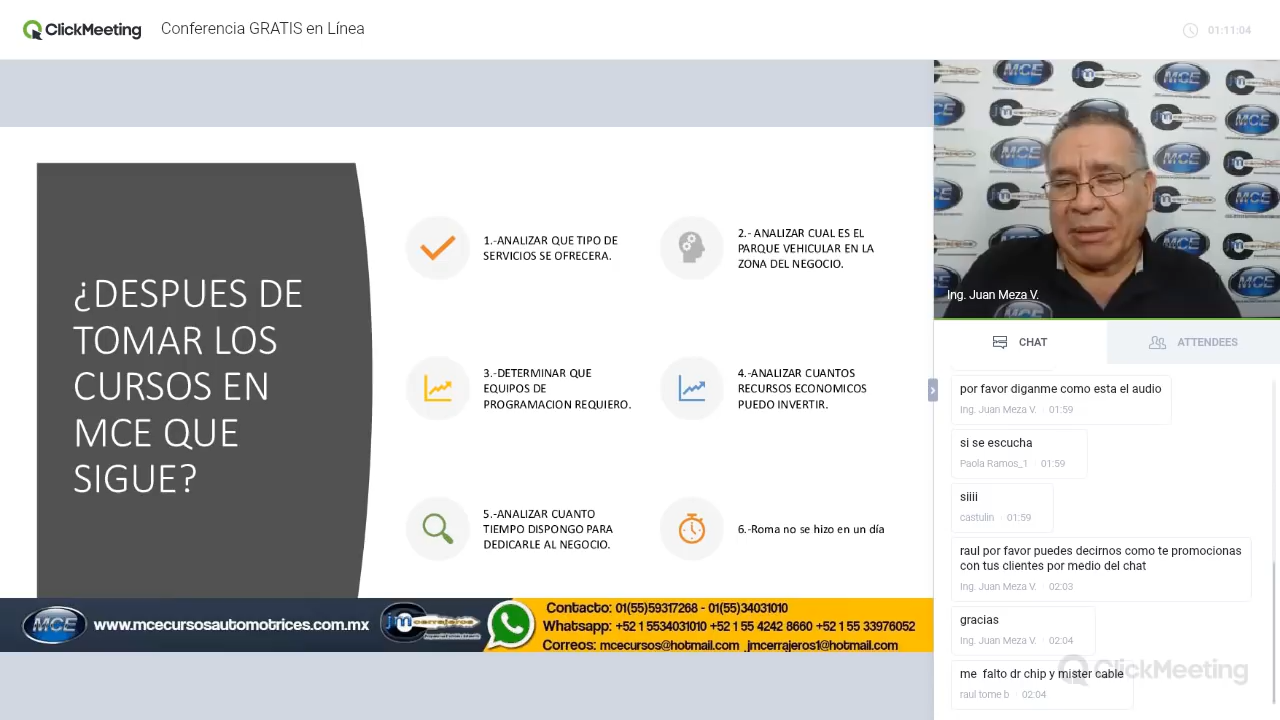 ClickMeeting
Conferencia GRATIS en Línea
01:11:04
¿DESPUES DE
TOMAR LOS
CURSOS EN
MCE QUE
SIGUE?
1.-ANALIZAR QUE TIPO DE
SERVICIOS SE OFRECERA.
2.- ANALIZAR CUAL ES EL
PARQUE VEHICULAR EN LA
ZONA DEL NEGOCIO.
3.-DETERMINAR QUE
EQUIPOS DE
PROGRAMACION REQUIERO.
4.-ANALIZAR CUANTOS
RECURSOS ECONOMICOS
PUEDO INVERTIR.
5.-ANALIZAR CUANTO
TIEMPO DISPONGO PARA
DEDICARLE AL NEGOCIO.
6.-Roma no se hizo en un día
MCE
www.mcecursosautomotrices.com.mx
jm cerrajeros
Contacto: 01(55)59317268 - 01(55)34031010
Whatsapp: +52 1 5534031010 +52 1 55 4242 8660 +52 1 55 33976052
Correos: mcecursos@hotmail.com jmcerrajeros1@hotmail.com
MCE
Ing. Juan Meza V.
CHAT
ATTENDEES
por favor diganme como esta el audio
Ing. Juan Meza V. · 01:59
si se escucha
Paola Ramos_1 · 01:59
siiii
castulin · 01:59
raul por favor puedes decirnos como te promocionas
con tus clientes por medio del chat
Ing. Juan Meza V. · 02:03
gracias
Ing. Juan Meza V. · 02:04
me falto dr chip y mister cable
raul tome b · 02:04
ClickMeeting